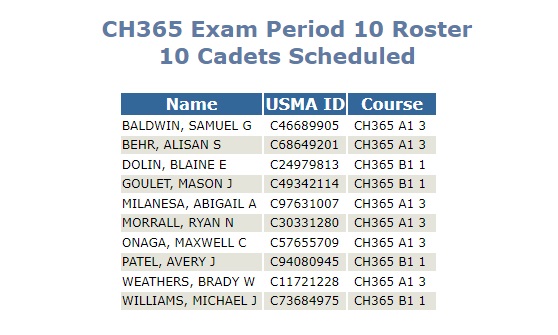 CH365 Exam Period 10 Roster
10 Cadets Scheduled
Name USMA ID Course
BALDWIN, SAMUEL G C46689905 CH365 A1 3
BEHR, ALISAN S C68649201 CH365 A1 3
DOLIN, BLAINE E C24979813 CH365 B1 1
GOULET, MASON J C49342114 CH365 B1 1
MILANESA, ABIGAIL A C97631007 CH365 A1 3
MORRALL, RYAN N C30331280 CH365 A1 3
ONAGA, MAXWELL C C57655709 CH365 A1 3
PATEL, AVERY J C94080945 CH365 B1 1
WEATHERS, BRADY W C11721228 CH365 A1 3
WILLIAMS, MICHAEL J C73684975 CH365 B1 1